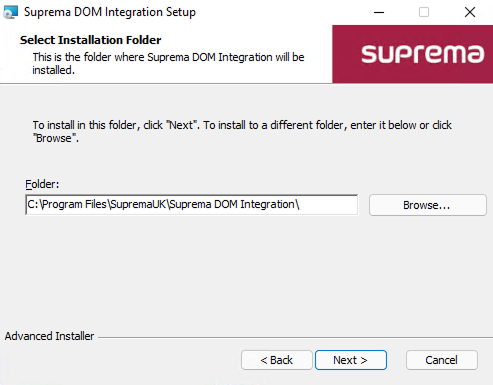 Suprema DOM Integration Setup
Select Installation Folder
This is the folder where Suprema DOM Integration will be
installed.
suprema
To install in this folder, click "Next". To install to a different folder, enter it below or click
"Browse".
Folder:
C:\Program Files\SupremaUK\Suprema DOM Integration\
Browse...
Advanced Installer
< Back
Next >
Cancel